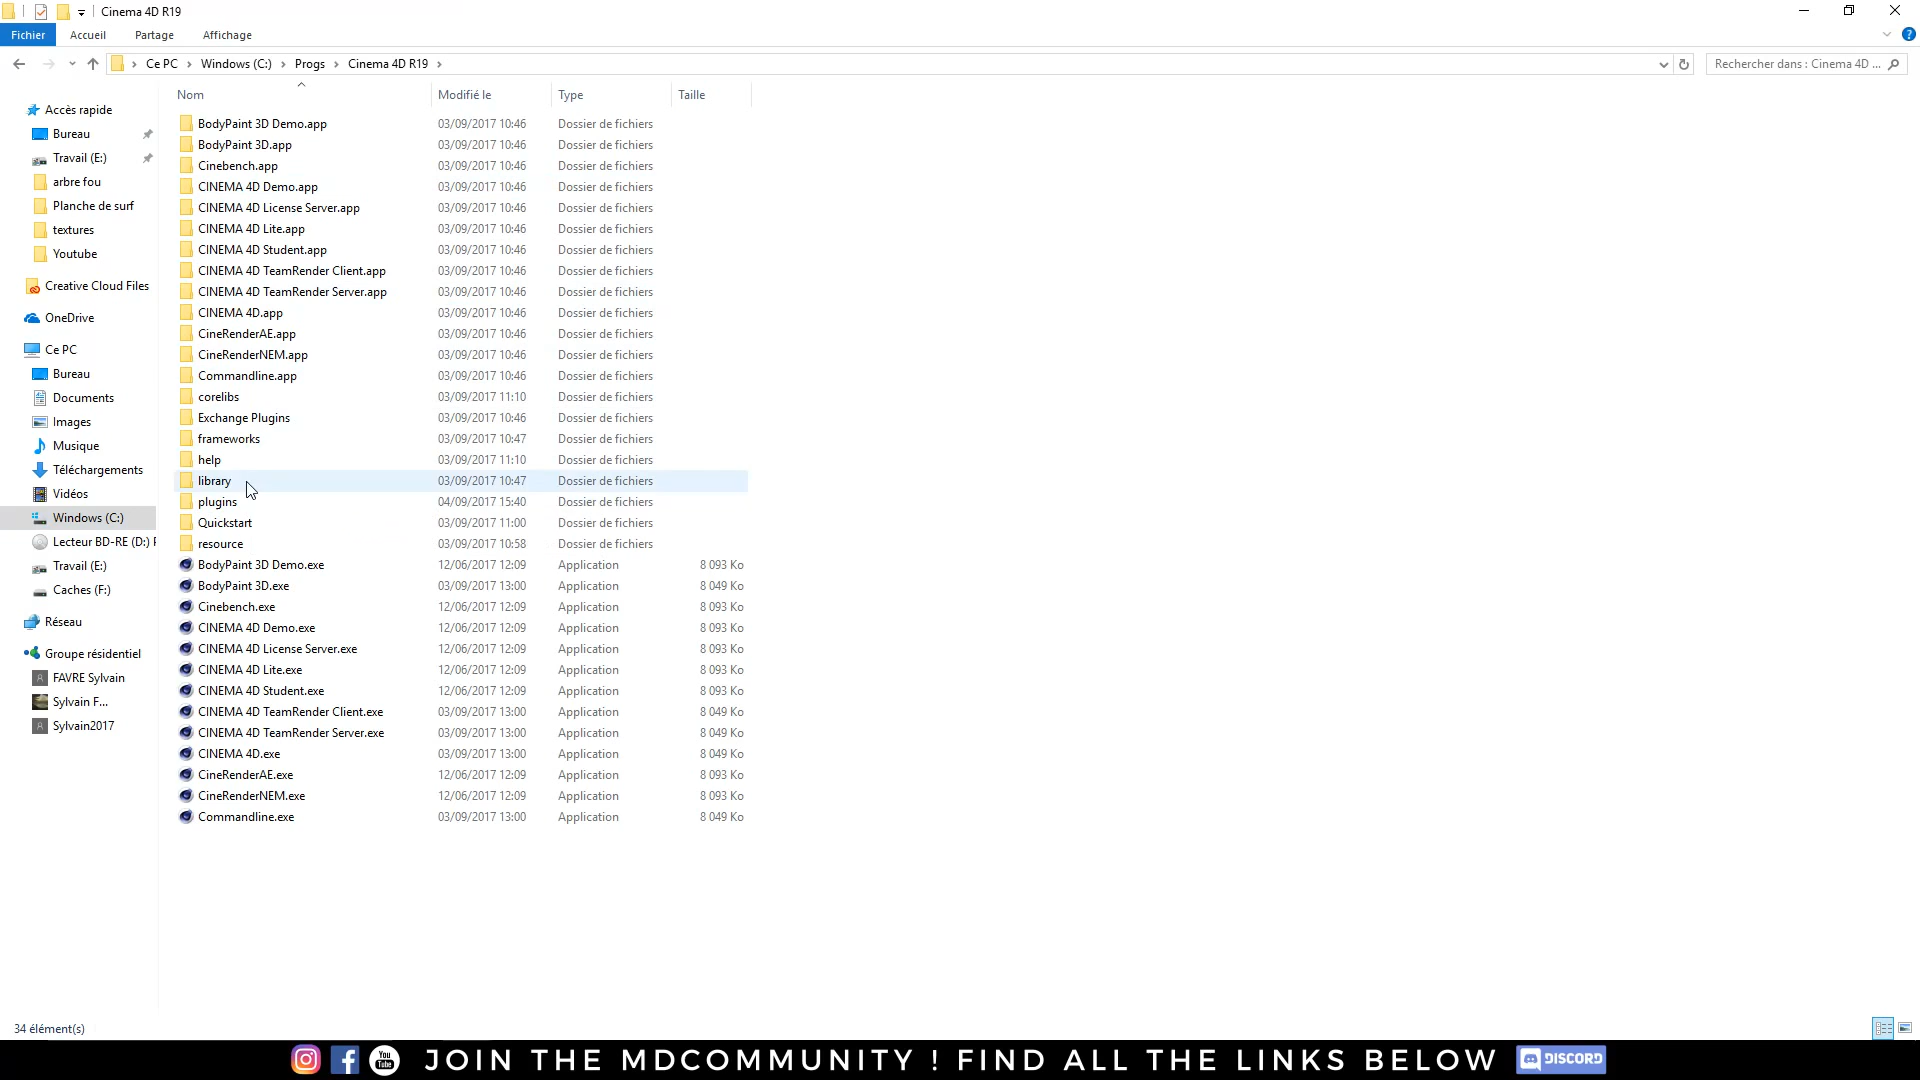 Cinema 4D R19
Fichier Accueil Partage Affichage
Ce PC Windows (C:) Progs Cinema 4D R19
Rechercher dans : Cinema 4D ...
Nom Modifié le Type Taille
Accès rapide
Bureau
Travail (E:)
arbre fou
Planche de surf
textures
Youtube
Creative Cloud Files
OneDrive
Ce PC
Bureau
Documents
Images
Musique
Téléchargements
Vidéos
Windows (C:)
Lecteur BD-RE (D:) P
Travail (E:)
Caches (F:)
Réseau
Groupe résidentiel
FAVRE Sylvain
Sylvain F...
Sylvain2017
BodyPaint 3D Demo.app 03/09/2017 10:46 Dossier de fichiers
BodyPaint 3D.app 03/09/2017 10:46 Dossier de fichiers
Cinebench.app 03/09/2017 10:46 Dossier de fichiers
CINEMA 4D Demo.app 03/09/2017 10:46 Dossier de fichiers
CINEMA 4D License Server.app 03/09/2017 10:46 Dossier de fichiers
CINEMA 4D Lite.app 03/09/2017 10:46 Dossier de fichiers
CINEMA 4D Student.app 03/09/2017 10:46 Dossier de fichiers
CINEMA 4D TeamRender Client.app 03/09/2017 10:46 Dossier de fichiers
CINEMA 4D TeamRender Server.app 03/09/2017 10:46 Dossier de fichiers
CINEMA 4D.app 03/09/2017 10:46 Dossier de fichiers
CineRenderAE.app 03/09/2017 10:46 Dossier de fichiers
CineRenderNEM.app 03/09/2017 10:46 Dossier de fichiers
Commandline.app 03/09/2017 10:46 Dossier de fichiers
corelibs 03/09/2017 11:10 Dossier de fichiers
Exchange Plugins 03/09/2017 10:46 Dossier de fichiers
frameworks 03/09/2017 10:47 Dossier de fichiers
help 03/09/2017 11:10 Dossier de fichiers
library 03/09/2017 10:47 Dossier de fichiers
plugins 04/09/2017 15:40 Dossier de fichiers
Quickstart 03/09/2017 11:00 Dossier de fichiers
resource 03/09/2017 10:58 Dossier de fichiers
BodyPaint 3D Demo.exe 12/06/2017 12:09 Application 8 093 Ko
BodyPaint 3D.exe 03/09/2017 13:00 Application 8 049 Ko
Cinebench.exe 12/06/2017 12:09 Application 8 093 Ko
CINEMA 4D Demo.exe 12/06/2017 12:09 Application 8 093 Ko
CINEMA 4D License Server.exe 12/06/2017 12:09 Application 8 093 Ko
CINEMA 4D Lite.exe 12/06/2017 12:09 Application 8 093 Ko
CINEMA 4D Student.exe 12/06/2017 12:09 Application 8 093 Ko
CINEMA 4D TeamRender Client.exe 03/09/2017 13:00 Application 8 049 Ko
CINEMA 4D TeamRender Server.exe 03/09/2017 13:00 Application 8 049 Ko
CINEMA 4D.exe 03/09/2017 13:00 Application 8 049 Ko
CineRenderAE.exe 12/06/2017 12:09 Application 8 093 Ko
CineRenderNEM.exe 12/06/2017 12:09 Application 8 093 Ko
Commandline.exe 03/09/2017 13:00 Application 8 049 Ko
34 élément(s)
You Tube JOIN THE MDCOMMUNITY ! FIND ALL THE LINKS BELOW DISCORD